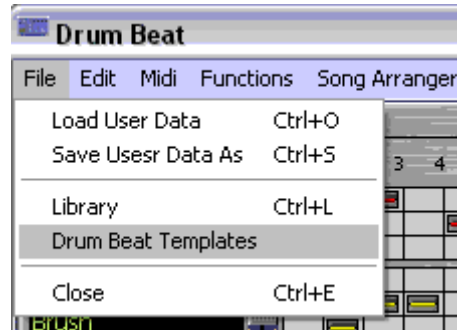 Drum Beat
File Edit Midi Functions Song Arranger
Load User Data Ctrl+O
Save Usesr Data As Ctrl+S
3 4
Library Ctrl+L
Drum Beat Templates
Close Ctrl+E
Brush